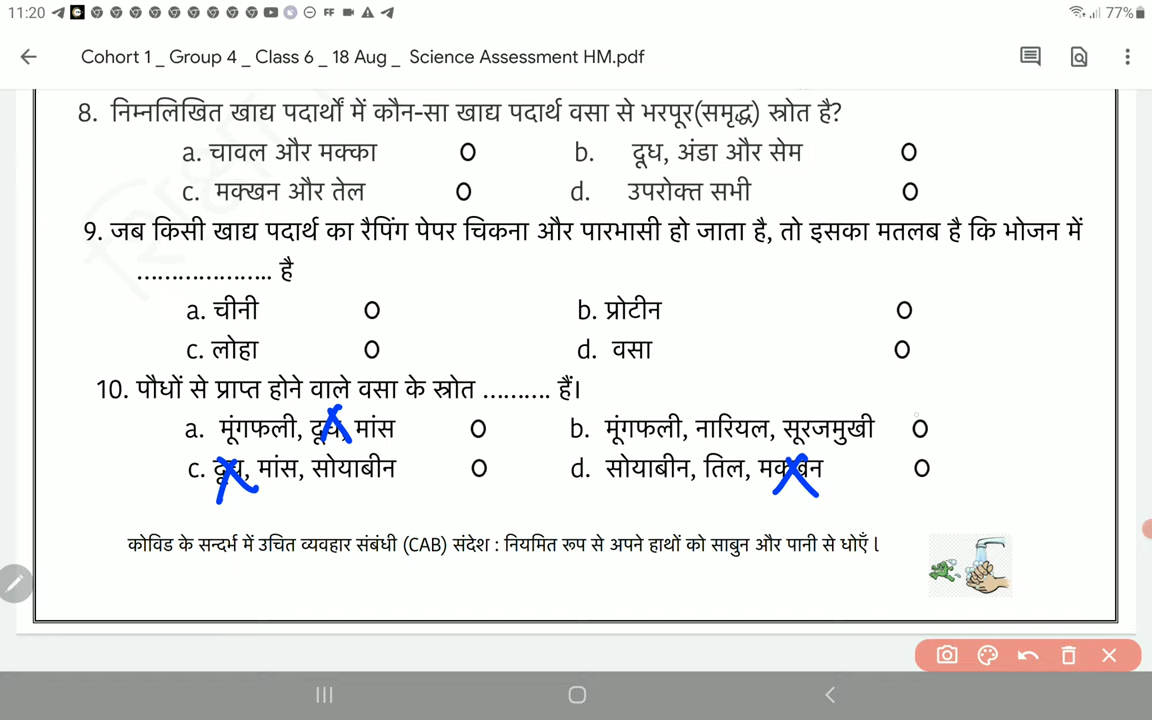 11:20
FF
77%
Cohort 1 _ Group 4 _ Class 6 _ 18 Aug _ Science Assessment HM.pdf
8. निम्नलिखित खाद्य पदार्थों में कौन-सा खाद्य पदार्थ वसा से भरपूर(समृद्ध) स्रोत है?
a. चावल और मक्का O b. दूध, अंडा और सेम O
c. मक्खन और तेल O d. उपरोक्त सभी O
9. जब किसी खाद्य पदार्थ का रैपिंग पेपर चिकना और पारभासी हो जाता है, तो इसका मतलब है कि भोजन में
.................... है
a. चीनी O b. प्रोटीन O
c. लोहा O d. वसा O
10. पौधों से प्राप्त होने वाले वसा के स्रोत .......... हैं।
a. मूंगफली, दूध, मांस O b. मूंगफली, नारियल, सूरजमुखी O
c. दूध, मांस, सोयाबीन O d. सोयाबीन, तिल, मक्खन O
कोविड के सन्दर्भ में उचित व्यवहार संबंधी (CAB) संदेश : नियमित रूप से अपने हाथों को साबुन और पानी से धोएँ l